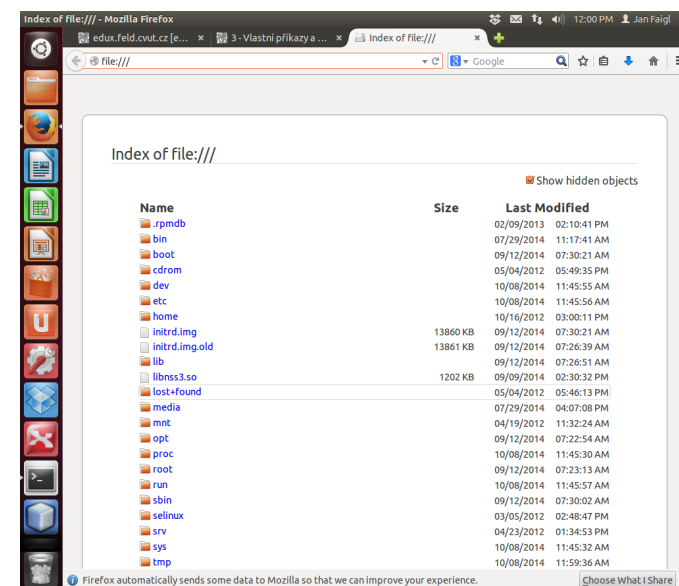 Index of file:/// - Mozilla Firefox 12:00 PM Jan Faigl
edux.feld.cvut.cz [e... × 3 - Vlastní příkazy a ... × Index of file:/// ×
file:/// Google
Index of file:///
Show hidden objects
Name Size Last Modified
.rpmdb 02/09/2013 02:10:41 PM
bin 07/29/2014 11:17:41 AM
boot 09/12/2014 07:30:21 AM
cdrom 05/04/2012 05:49:35 PM
dev 10/08/2014 11:45:55 AM
etc 10/08/2014 11:45:56 AM
home 10/16/2012 03:00:11 PM
initrd.img 13860 KB 09/12/2014 07:30:21 AM
initrd.img.old 13861 KB 09/12/2014 07:26:39 AM
lib 09/12/2014 07:26:51 AM
libnss3.so 1202 KB 09/09/2014 02:30:32 PM
lost+found 05/04/2012 05:46:13 PM
media 07/29/2014 04:07:08 PM
mnt 04/19/2012 11:32:24 AM
opt 09/12/2014 07:22:54 AM
proc 10/08/2014 11:45:30 AM
root 09/12/2014 07:23:13 AM
run 10/08/2014 11:45:57 AM
sbin 09/12/2014 07:30:02 AM
selinux 03/05/2012 02:48:47 PM
srv 04/23/2012 01:34:53 PM
sys 10/08/2014 11:45:32 AM
tmp 10/08/2014 11:59:36 AM
Firefox automatically sends some data to Mozilla so that we can improve your experience. Choose What I Share